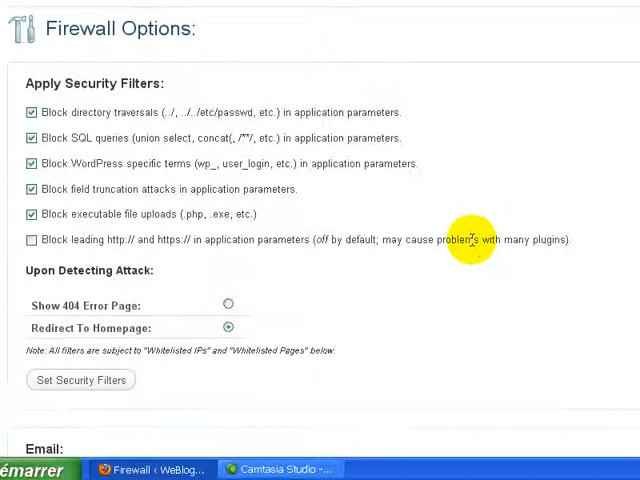 Firewall Options:
Apply Security Filters:
Block directory traversals (../, ../../etc/passwd, etc.) in application parameters.
Block SQL queries (union select, concat(, /**/, etc.) in application parameters.
Block WordPress specific terms (wp_, user_login, etc.) in application parameters.
Block field truncation attacks in application parameters.
Block executable file uploads (.php, .exe, etc.)
Block leading http:// and https:// in application parameters (off by default; may cause problems with many plugins).
Upon Detecting Attack:
Show 404 Error Page:
Redirect To Homepage:
Note: All filters are subject to "Whitelisted IPs" and "Whitelisted Pages" below.
Set Security Filters
Email:
émarrer
Firewall ‹ WeBlog...
Camtasia Studio -...